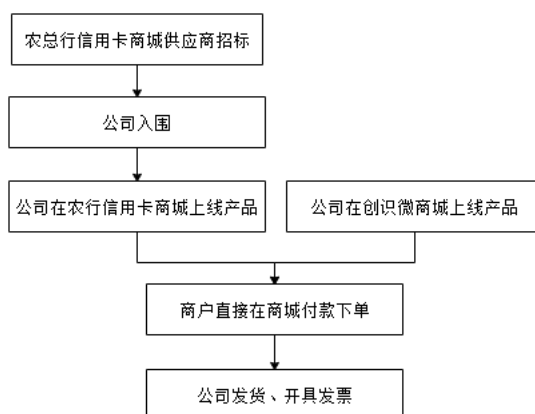 农总行信用卡商城供应商招标
公司入围
公司在农行信用卡商城上线产品
公司在创识微商城上线产品
商户直接在商城付款下单
公司发货、开具发票